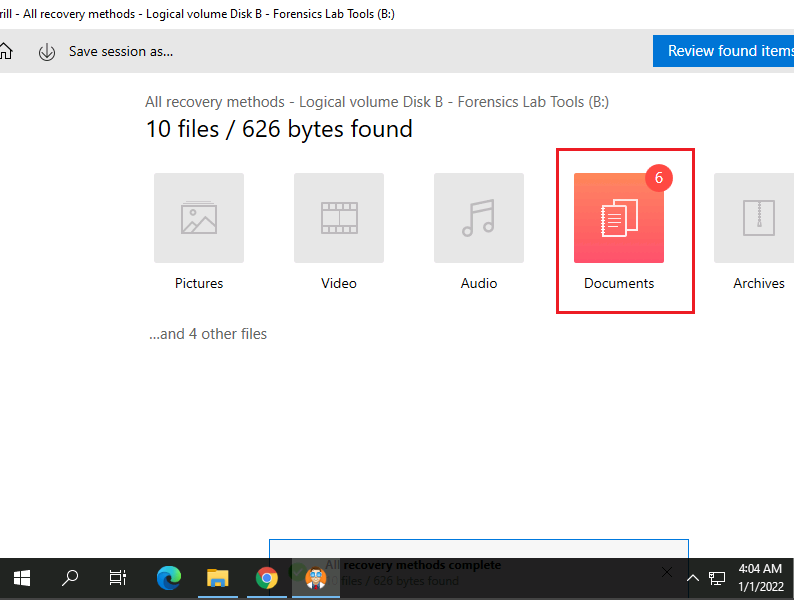 rill - All recovery methods - Logical volume Disk B - Forensics Lab Tools (B:)
Save session as...
Review found items
All recovery methods - Logical volume Disk B - Forensics Lab Tools (B:)
10 files / 626 bytes found
6
Pictures
Video
Audio
Documents
Archives
...and 4 other files
All recovery methods complete
10 files / 626 bytes found
4:04 AM
1/1/2022